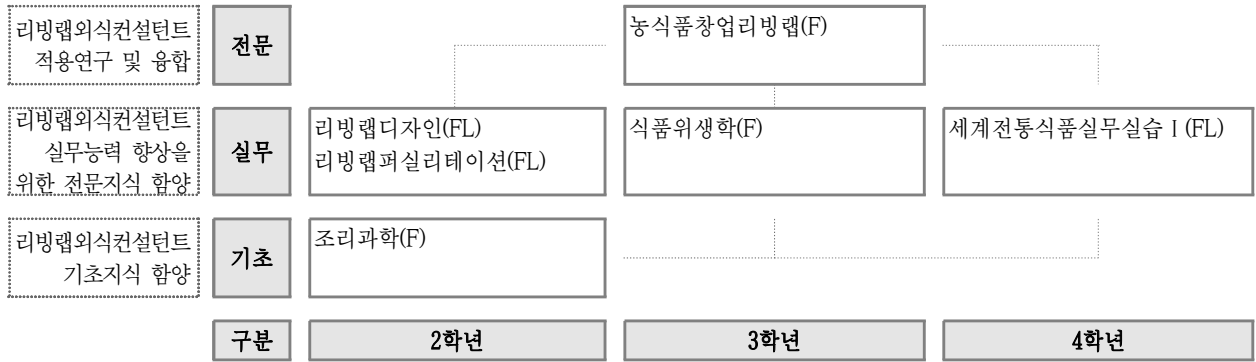 리빙랩외식컨설턴트
적용연구 및 융합
전문
농식품창업리빙랩(F)
리빙랩외식컨설턴트
실무능력 향상을
위한 전문지식 함양
실무
리빙랩디자인(FL)
리빙랩퍼실리테이션(FL)
식품위생학(F)
세계전통식품실무실습Ⅰ(FL)
리빙랩외식컨설턴트
기초지식 함양
기초
조리과학(F)
구분
2학년
3학년
4학년